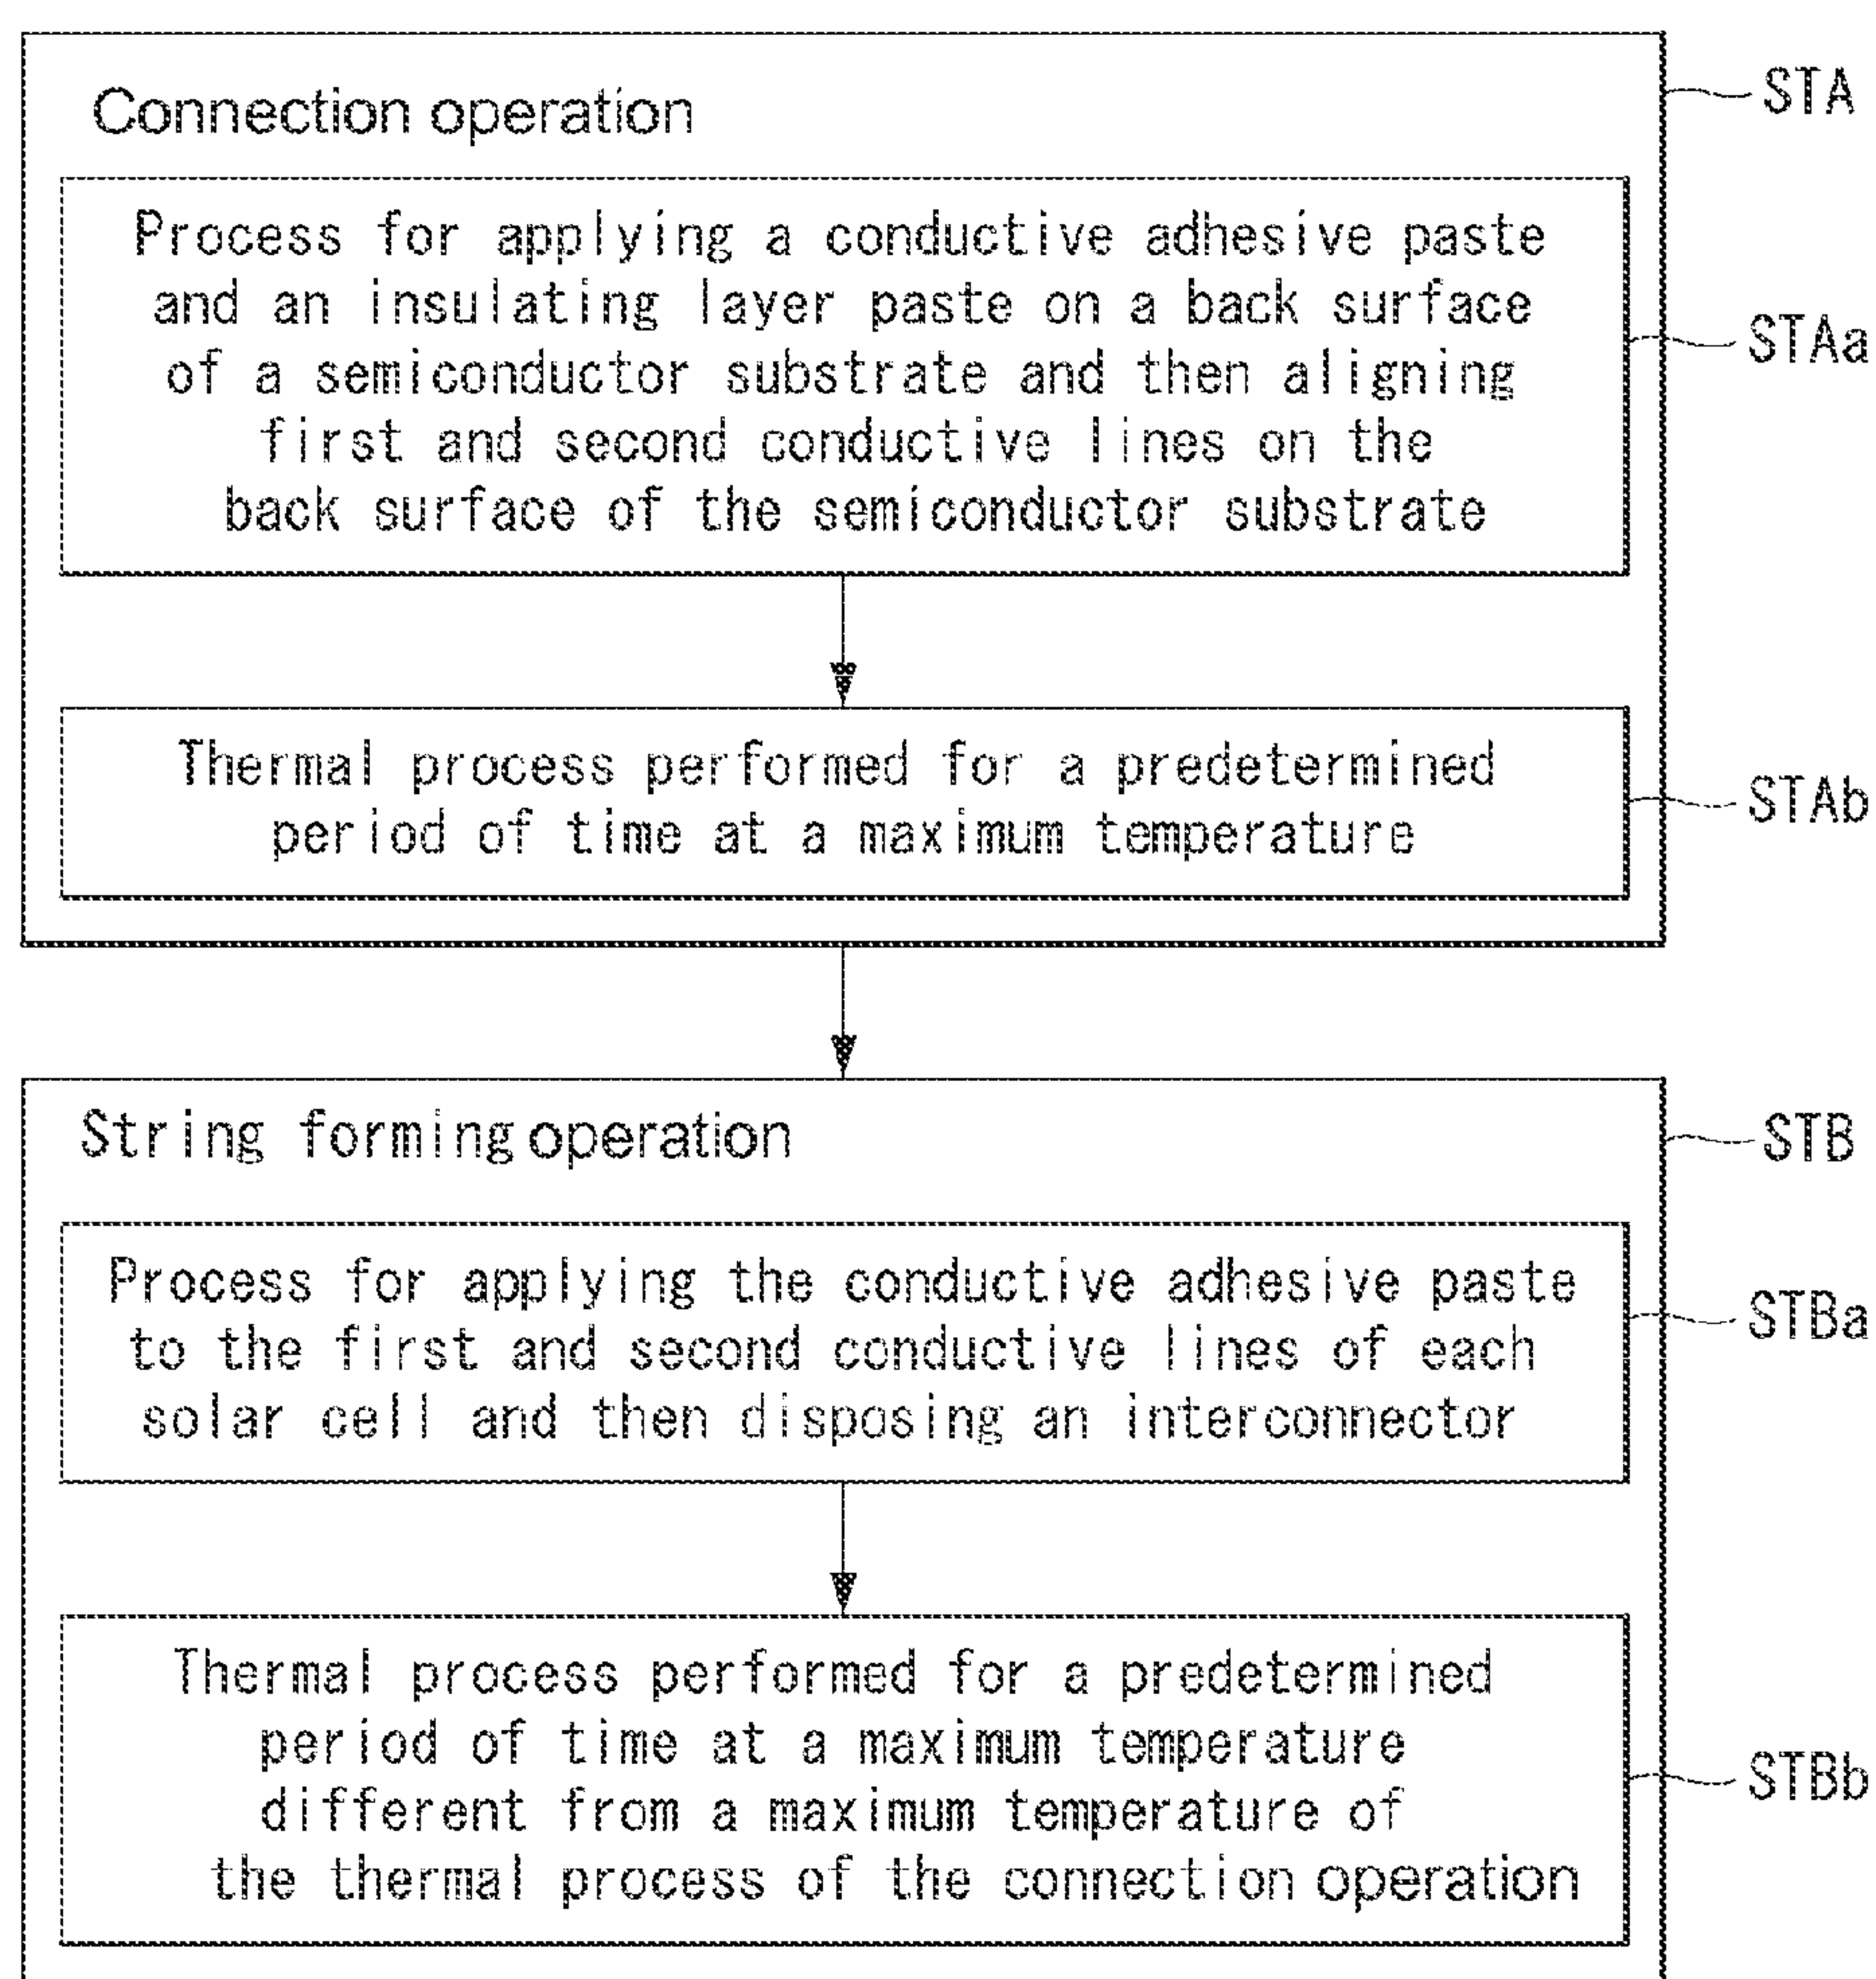 Connection operation
STA
Process for applying a conductive adhesive paste
and an insulating layer paste on a back surface
of a semiconductor substrate and then aligning
first and second conductive lines on the
back surface of the semiconductor substrate
STAa
Thermal process performed for a predetermined
period of time at a maximum temperature
STAb
String forming operation
STB
Process for applying the conductive adhesive paste
to the first and second conductive lines of each
solar cell and then disposing an interconnector
STBa
Thermal process performed for a predetermined
period of time at a maximum temperature
different from a maximum temperature of
the thermal process of the connection operation
STBb